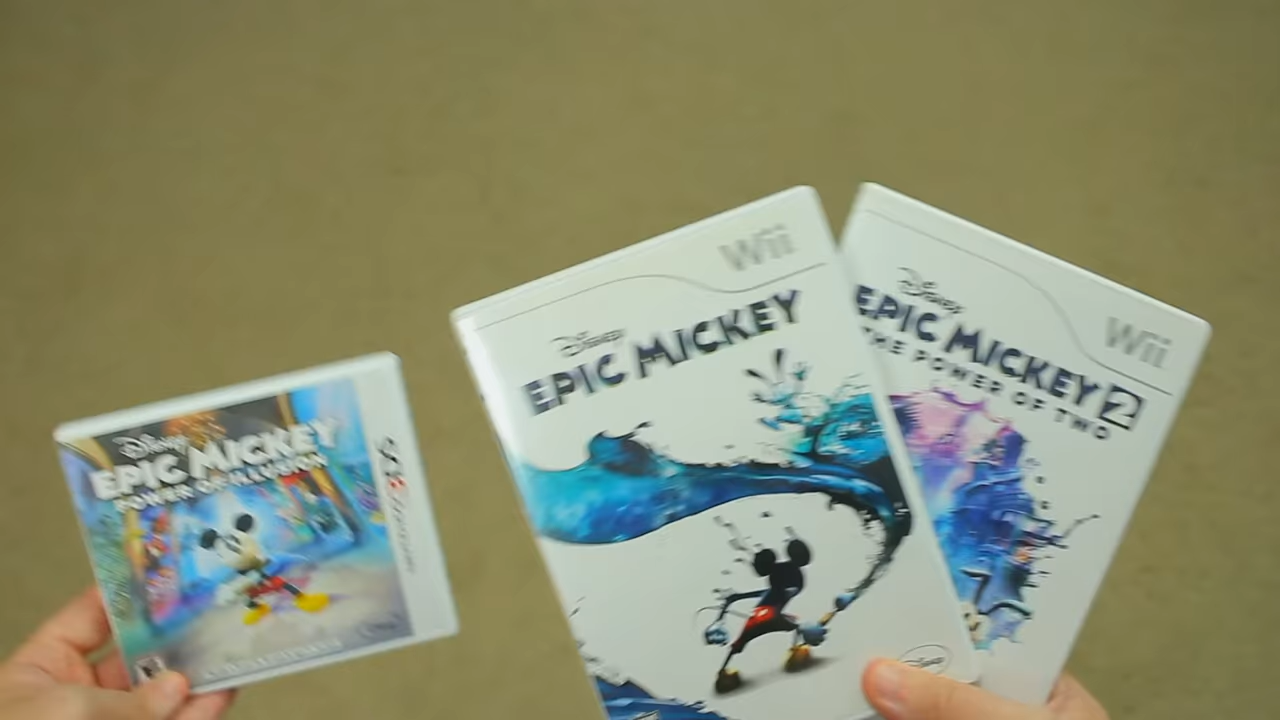 Disney
EPIC MICKEY
POWER OF ILLUSION
Wii
Disney
EPIC MICKEY
Disney
Wii
Disney
EPIC MICKEY 2
THE POWER OF TWO